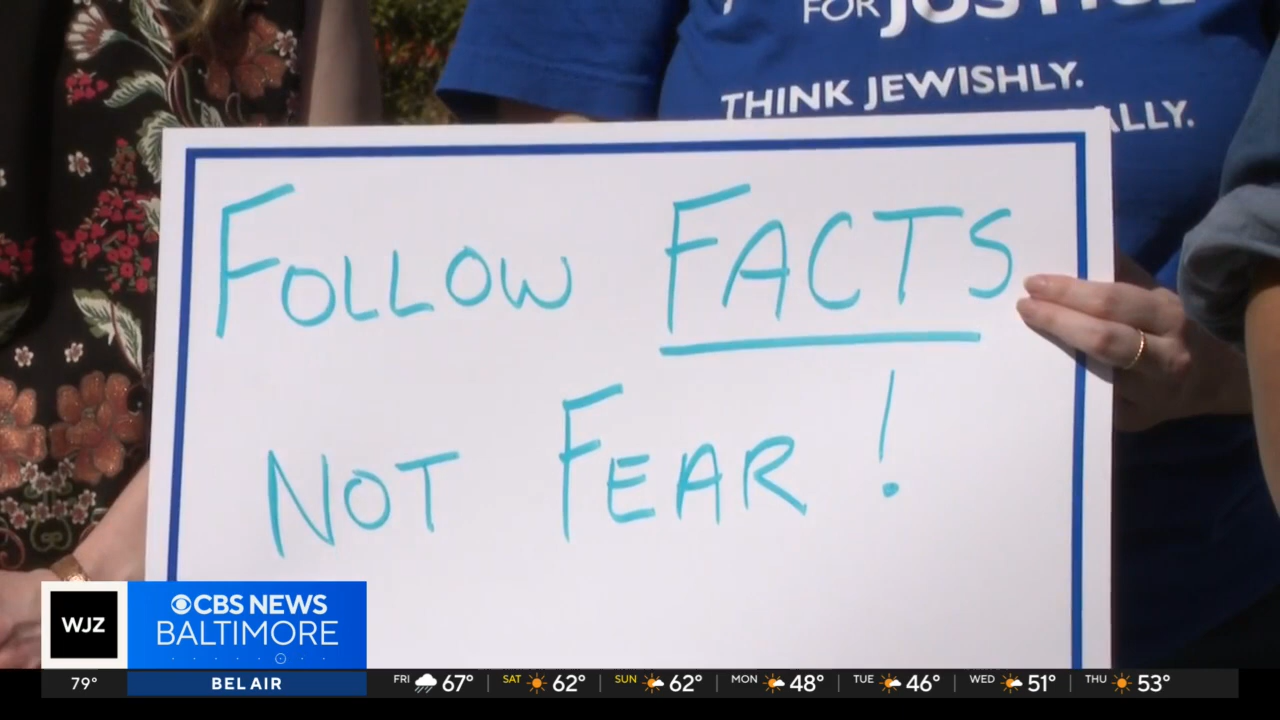 FOR JUSTICE
THINK JEWISHLY.
ALLY.
FOLLOW FACTS
NOT FEAR!
WJZ
CBS NEWS
BALTIMORE
79° BEL AIR FRI 67° SAT 62° SUN 62° MON 48° TUE 46° WED 51° THU 53°